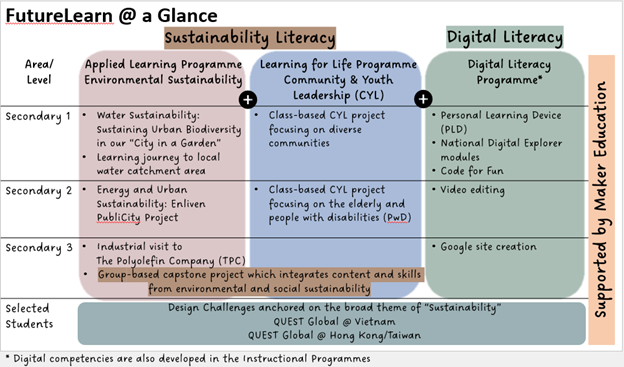 FutureLearn @ a Glance
Sustainability Literacy
Digital Literacy
Area/
Level
Applied Learning Programme
Environmental Sustainability
+
Learning for Life Programme
Community & Youth
Leadership (CYL)
+
Digital Literacy
Programme*
Secondary 1
• Water Sustainability:
Sustaining Urban Biodiversity
in our "City in a Garden"
• Learning journey to local
water catchment area
• Class-based CYL project
focusing on diverse
communities
• Personal Learning Device
(PLD)
• National Digital Explorer
modules
• Code for Fun
Secondary 2
• Energy and Urban
Sustainability: Enliven
PubliCity Project
• Class-based CYL project
focusing on the elderly and
people with disabilities (PwD)
• Video editing
Secondary 3
• Industrial visit to
The Polyolefin Company (TPC)
• Group-based capstone project which integrates content and skills
from environmental and social sustainability
• Google site creation
Selected
Students
Design Challenges anchored on the broad theme of "Sustainability"
QUEST Global @ Vietnam
QUEST Global @ Hong Kong/Taiwan
Supported by Maker Education
* Digital competencies are also developed in the Instructional Programmes